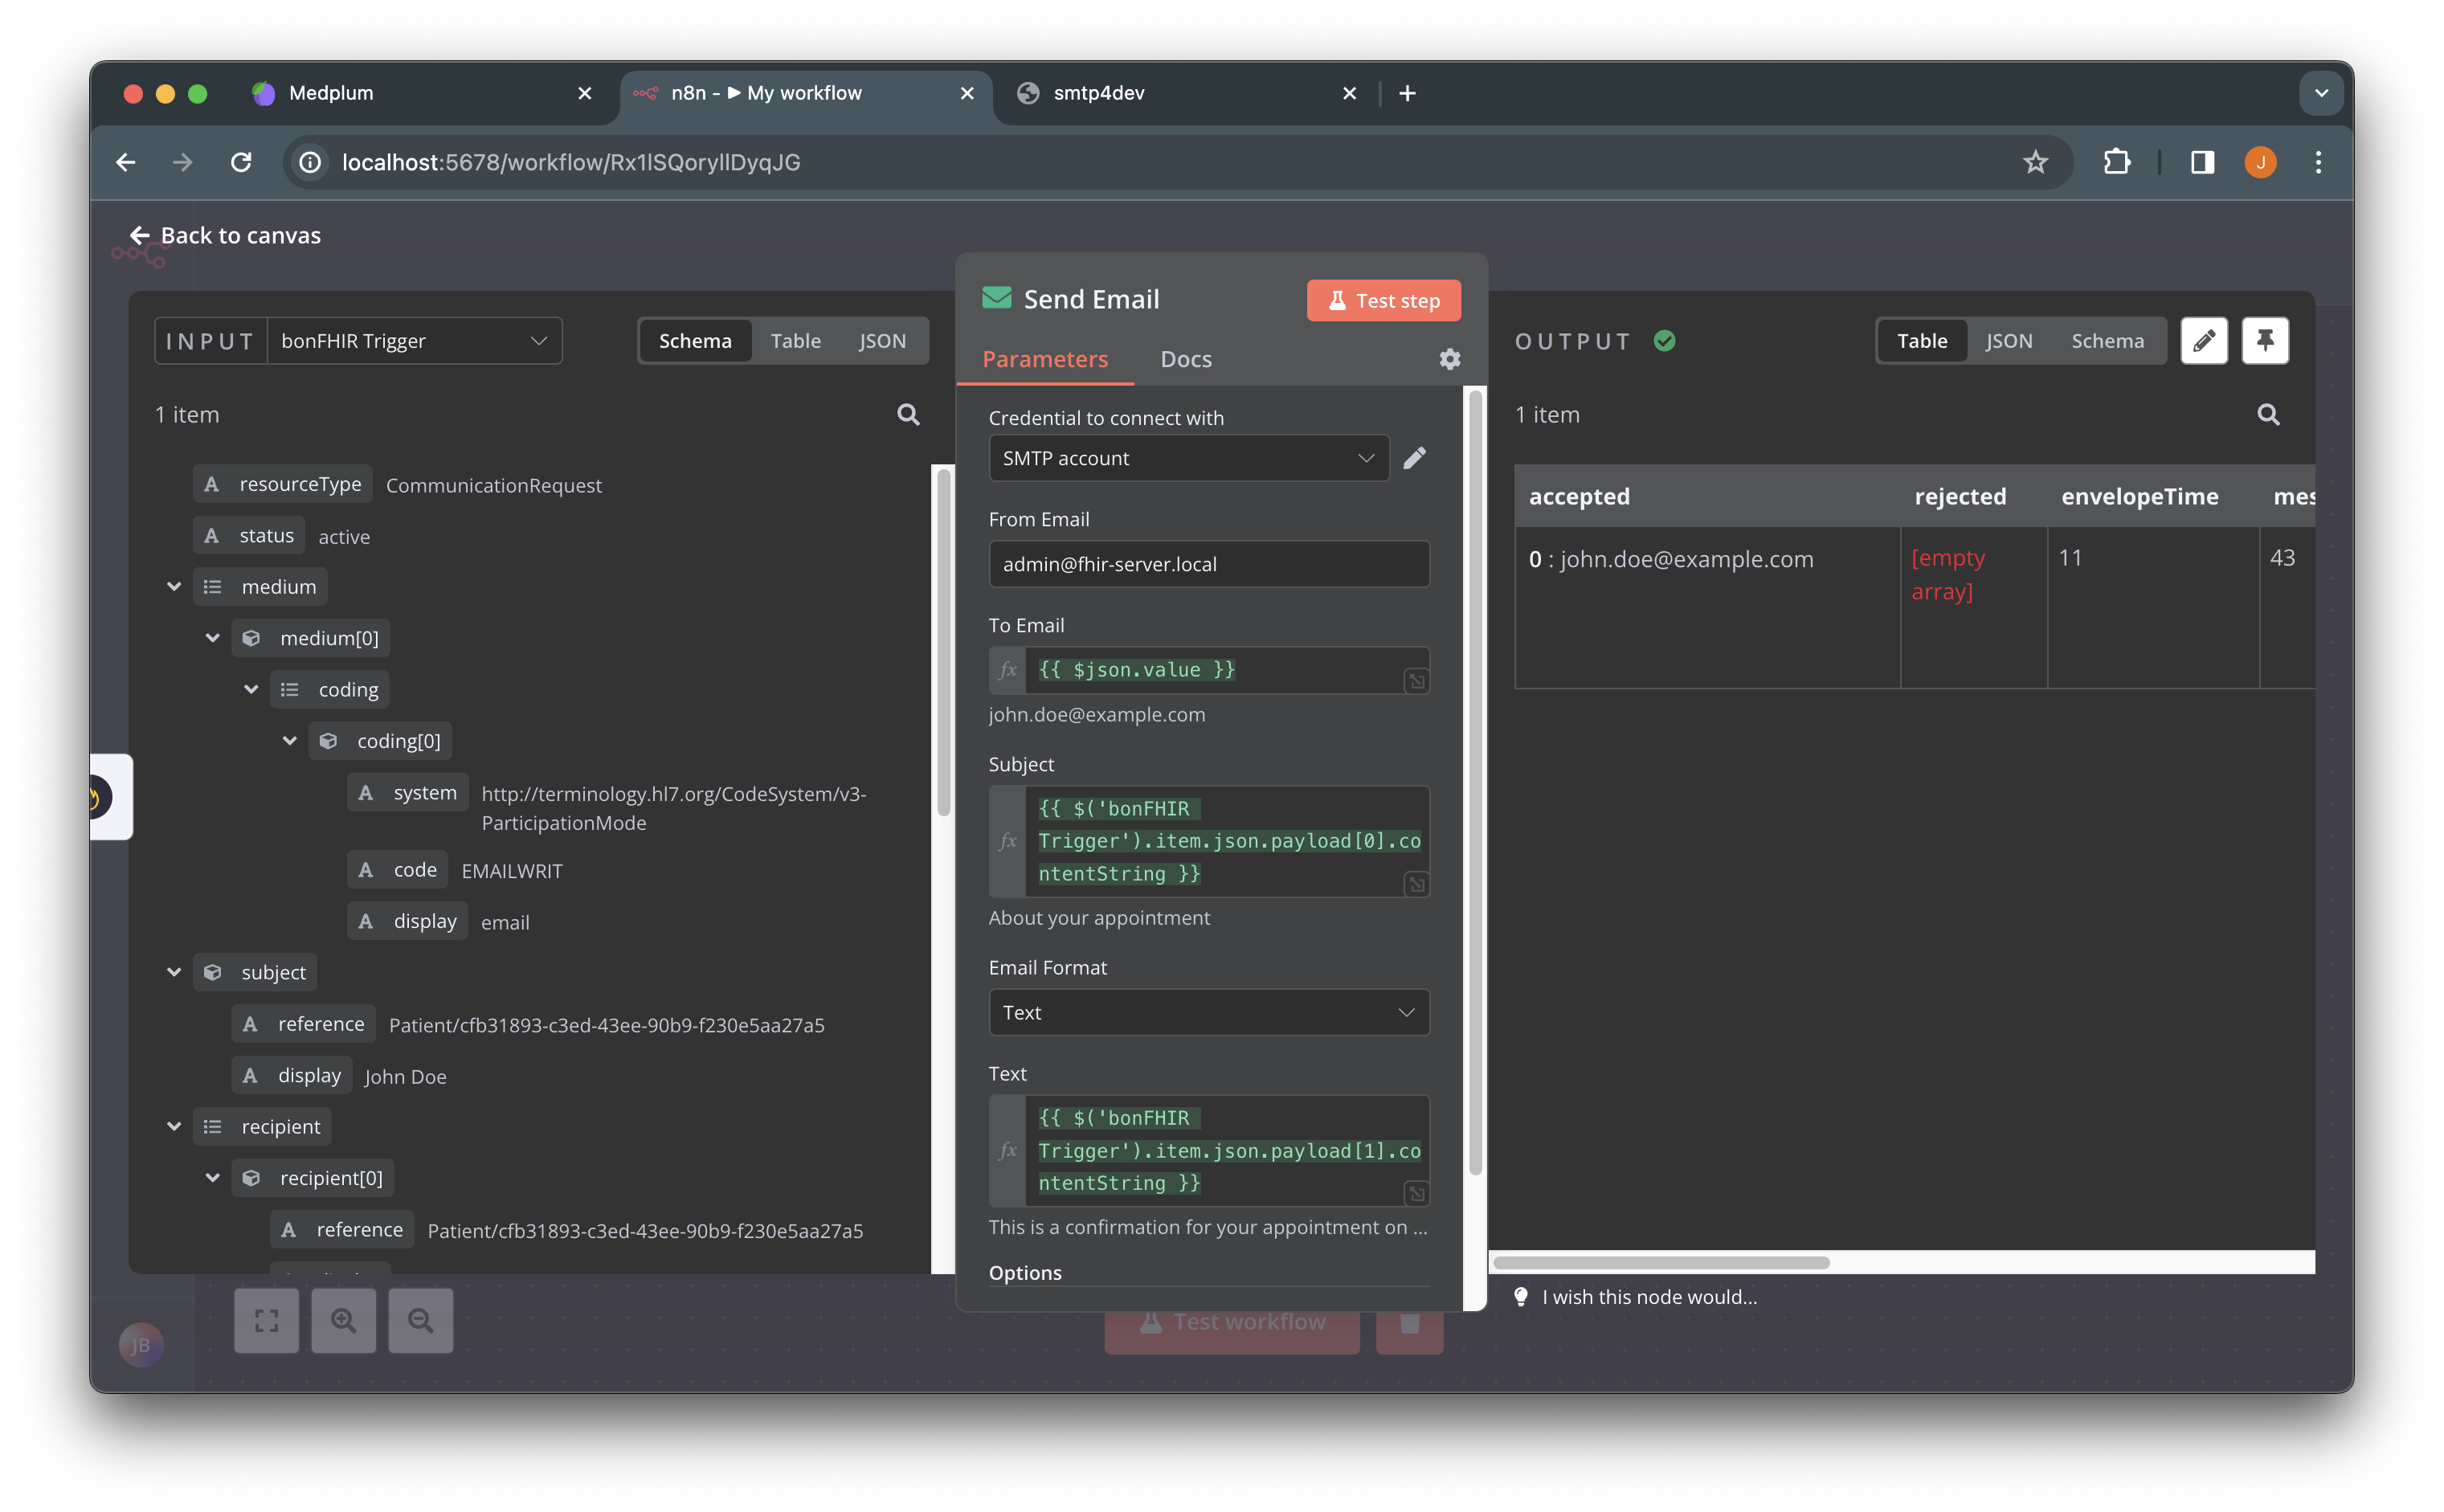 Medplum
n8n - ▶ My workflow
smtp4dev
localhost:5678/workflow/Rx1lSQoryllDyqJG
J
Back to canvas
INPUT
bonFHIR Trigger
Schema
Table
JSON
1 item
A resourceType CommunicationRequest
A status active
medium
medium[0]
coding
coding[0]
A system http://terminology.hl7.org/CodeSystem/v3-
ParticipationMode
A code EMAILWRIT
A display email
subject
A reference Patient/cfb31893-c3ed-43ee-90b9-f230e5aa27a5
A display John Doe
recipient
recipient[0]
A reference Patient/cfb31893-c3ed-43ee-90b9-f230e5aa27a5
JB
Send Email
Test step
Parameters
Docs
Credential to connect with
SMTP account
From Email
admin@fhir-server.local
To Email
fx {{ $json.value }}
john.doe@example.com
Subject
{{ $('bonFHIR
fx Trigger').item.json.payload[0].co
ntentString }}
About your appointment
Email Format
Text
Text
{{ $('bonFHIR
fx Trigger').item.json.payload[1].co
ntentString }}
This is a confirmation for your appointment on ...
Options
Test workflow
OUTPUT
Table
JSON
Schema
1 item
accepted rejected envelopeTime mes
0 : john.doe@example.com [empty 11 43
array]
I wish this node would...